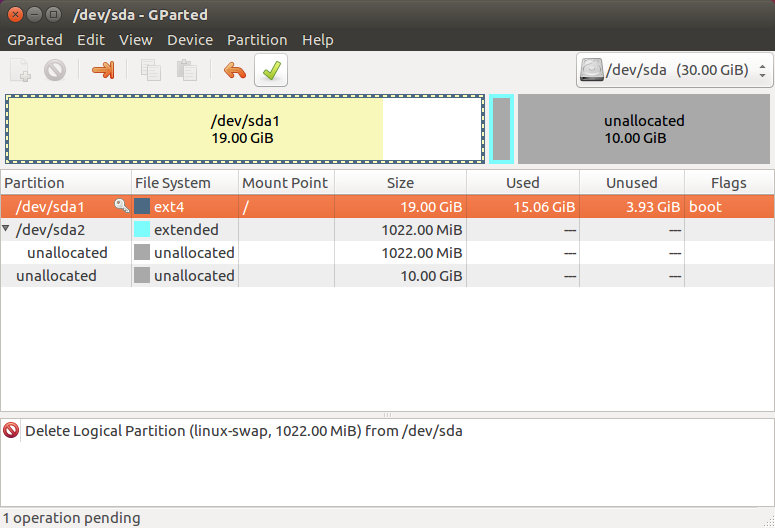 /dev/sda - GParted
GParted Edit View Device Partition Help
/dev/sda (30.00 GiB)
/dev/sda1
19.00 GiB
unallocated
10.00 GiB
Partition File System Mount Point Size Used Unused Flags
/dev/sda1 ext4 / 19.00 GiB 15.06 GiB 3.93 GiB boot
/dev/sda2 extended 1022.00 MiB --- ---
unallocated unallocated 1022.00 MiB --- ---
unallocated unallocated 10.00 GiB --- ---
Delete Logical Partition (linux-swap, 1022.00 MiB) from /dev/sda
1 operation pending